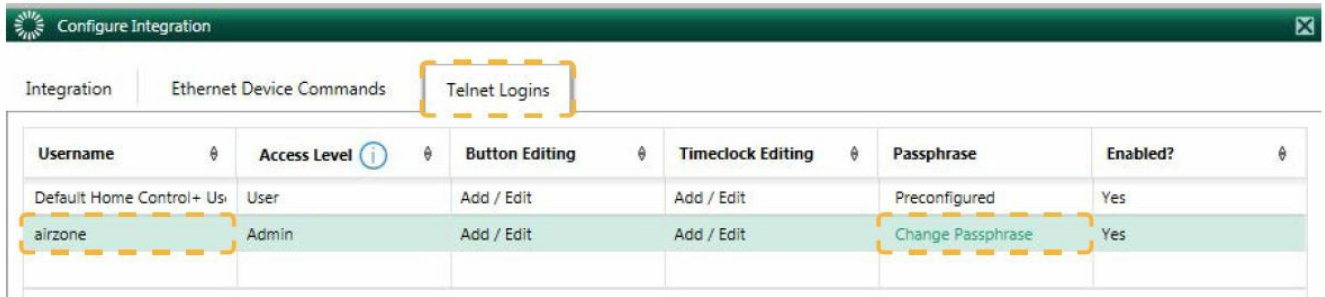 Configure Integration
Integration Ethernet Device Commands Telnet Logins
Username Access Level Button Editing Timeclock Editing Passphrase Enabled?
Default Home Control+ Us User Add / Edit Add / Edit Preconfigured Yes
airzone Admin Add / Edit Add / Edit Change Passphrase Yes